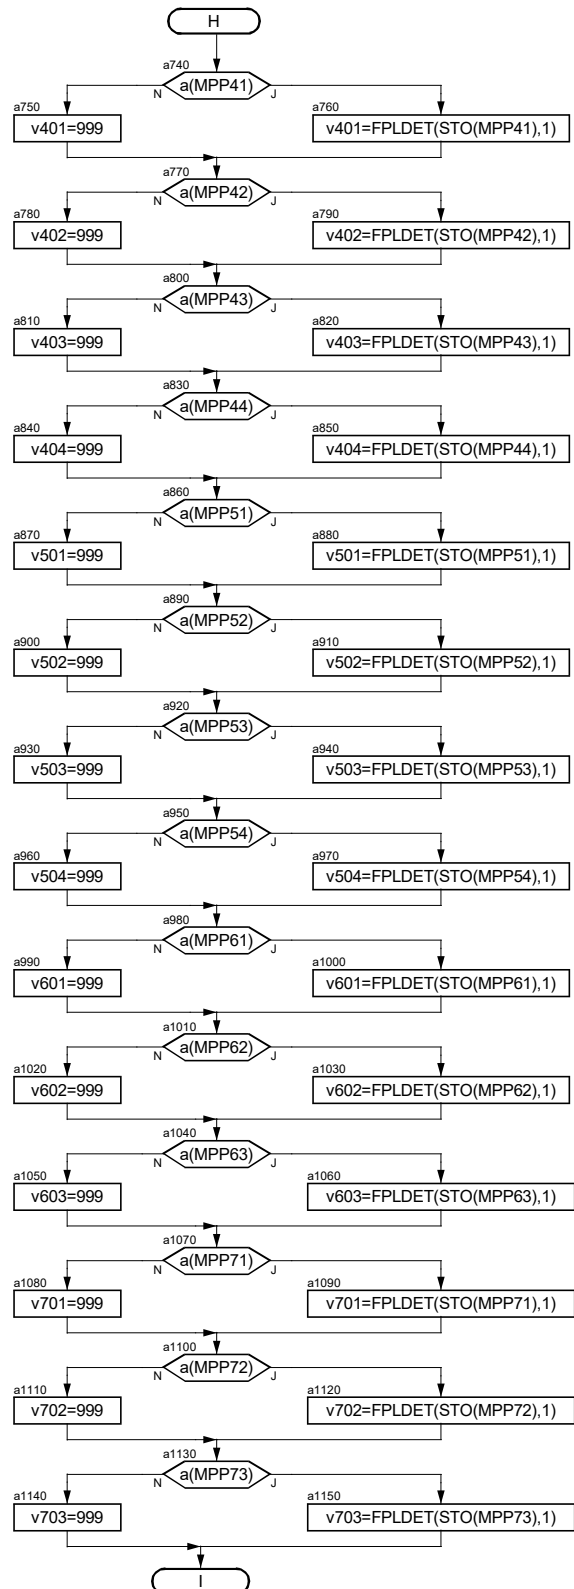 H
a740
a(MPP41)
N J
a750 a760
v401=999 v401=FPLDET(STO(MPP41),1)
a770
a(MPP42)
N J
a780 a790
v402=999 v402=FPLDET(STO(MPP42),1)
a800
a(MPP43)
N J
a810 a820
v403=999 v403=FPLDET(STO(MPP43),1)
a830
a(MPP44)
N J
a840 a850
v404=999 v404=FPLDET(STO(MPP44),1)
a860
a(MPP51)
N J
a870 a880
v501=999 v501=FPLDET(STO(MPP51),1)
a890
a(MPP52)
N J
a900 a910
v502=999 v502=FPLDET(STO(MPP52),1)
a920
a(MPP53)
N J
a930 a940
v503=999 v503=FPLDET(STO(MPP53),1)
a950
a(MPP54)
N J
a960 a970
v504=999 v504=FPLDET(STO(MPP54),1)
a980
a(MPP61)
N J
a990 a1000
v601=999 v601=FPLDET(STO(MPP61),1)
a1010
a(MPP62)
N J
a1020 a1030
v602=999 v602=FPLDET(STO(MPP62),1)
a1040
a(MPP63)
N J
a1050 a1060
v603=999 v603=FPLDET(STO(MPP63),1)
a1070
a(MPP71)
N J
a1080 a1090
v701=999 v701=FPLDET(STO(MPP71),1)
a1100
a(MPP72)
N J
a1110 a1120
v702=999 v702=FPLDET(STO(MPP72),1)
a1130
a(MPP73)
N J
a1140 a1150
v703=999 v703=FPLDET(STO(MPP73),1)
I